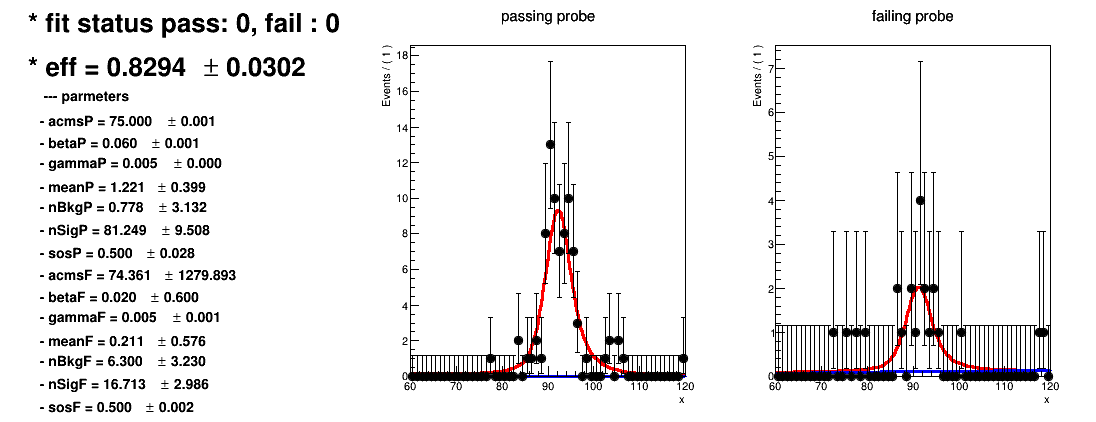 * fit status pass: 0, fail : 0
* eff = 0.8294 ± 0.0302
--- parmeters
- acmsP = 75.000 ± 0.001
- betaP = 0.060 ± 0.001
- gammaP = 0.005 ± 0.000
- meanP = 1.221 ± 0.399
- nBkgP = 0.778 ± 3.132
- nSigP = 81.249 ± 9.508
- sosP = 0.500 ± 0.028
- acmsF = 74.361 ± 1279.893
- betaF = 0.020 ± 0.600
- gammaF = 0.005 ± 0.001
- meanF = 0.211 ± 0.576
- nBkgF = 6.300 ± 3.230
- nSigF = 16.713 ± 2.986
- sosF = 0.500 ± 0.002
passing probe
Events / ( 1 )
18
16
14
12
10
8
6
4
2
0
60 70 80 90 100 110 120
x
failing probe
Events / ( 1 )
7
6
5
4
3
2
1
0
60 70 80 90 100 110 120
x